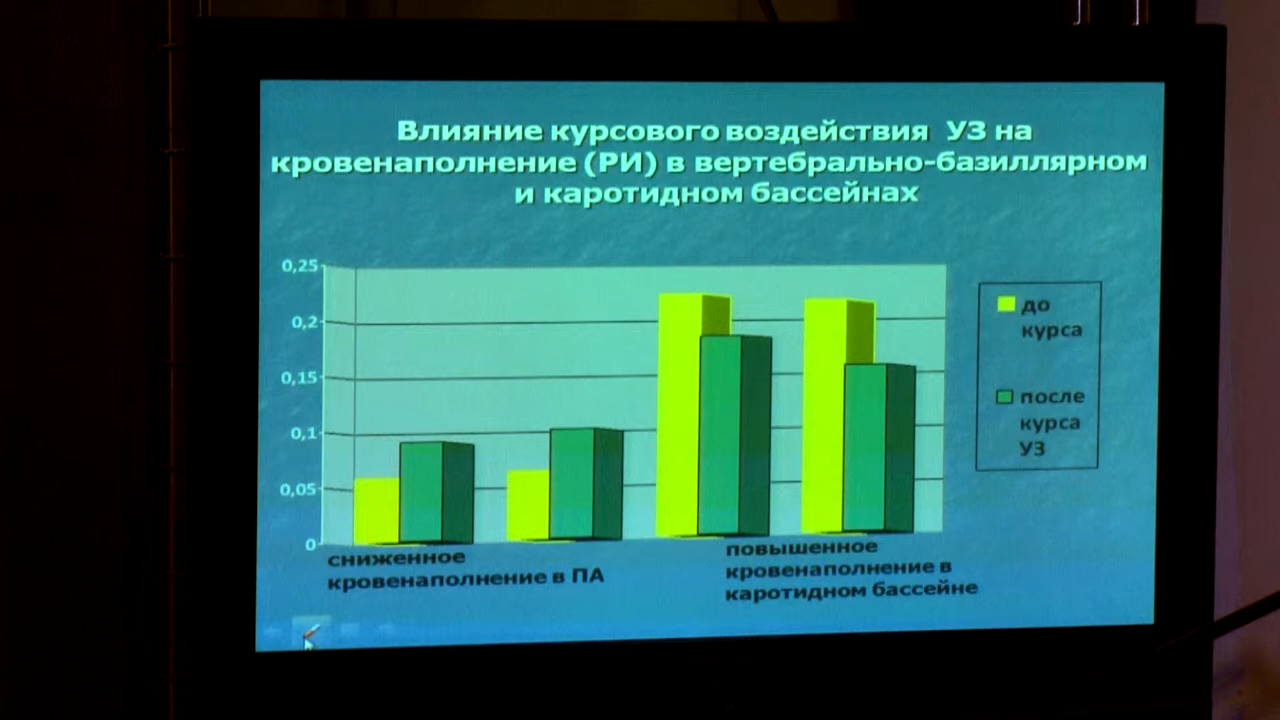 Влияние курсового воздействия УЗ на
кровенаполнение (РИ) в вертебрально-базиллярном
и каротидном бассейнах
0,25
0,2
0,15
0,1
0,05
0
до
курса
после
курса
УЗ
сниженное
кровенаполнение в ПА
повышенное
кровенаполнение в
каротидном бассейне